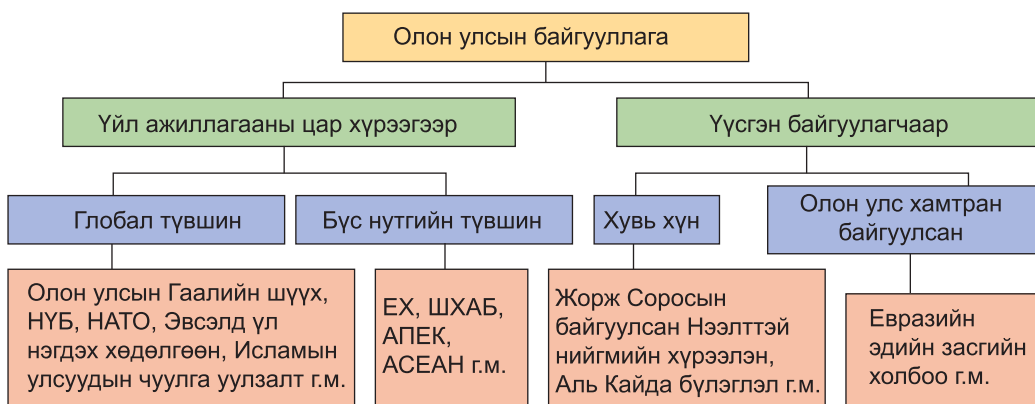 Олон улсын байгууллага
Үйл ажиллагааны цар хүрээгээр
Үүсгэн байгуулагчаар
Глобал түвшин
Бүс нутгийн түвшин
Хувь хүн
Олон улс хамтран
байгуулсан
Олон улсын Гаалийн шүүх,
НҮБ, НАТО, Эвсэлд үл
нэгдэх хөдөлгөөн, Исламын
улсуудын чуулга уулзалт г.м.
ЕХ, ШХАБ,
АПЕК,
АСЕАН г.м.
Жорж Соросын
байгуулсан Нээлттэй
нийгмийн хүрээлэн,
Аль Кайда бүлэглэл г.м.
Евразийн
эдийн засгийн
холбоо г.м.